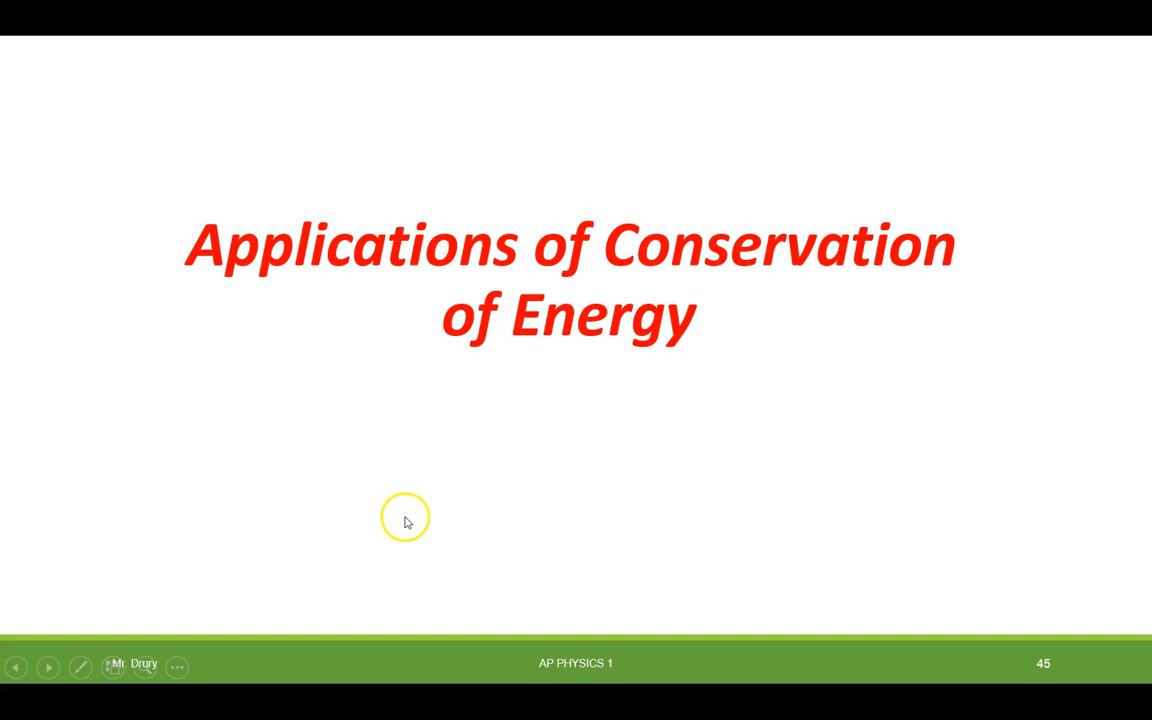 Applications of Conservation
of Energy
Mr. Drury
AP PHYSICS 1
45